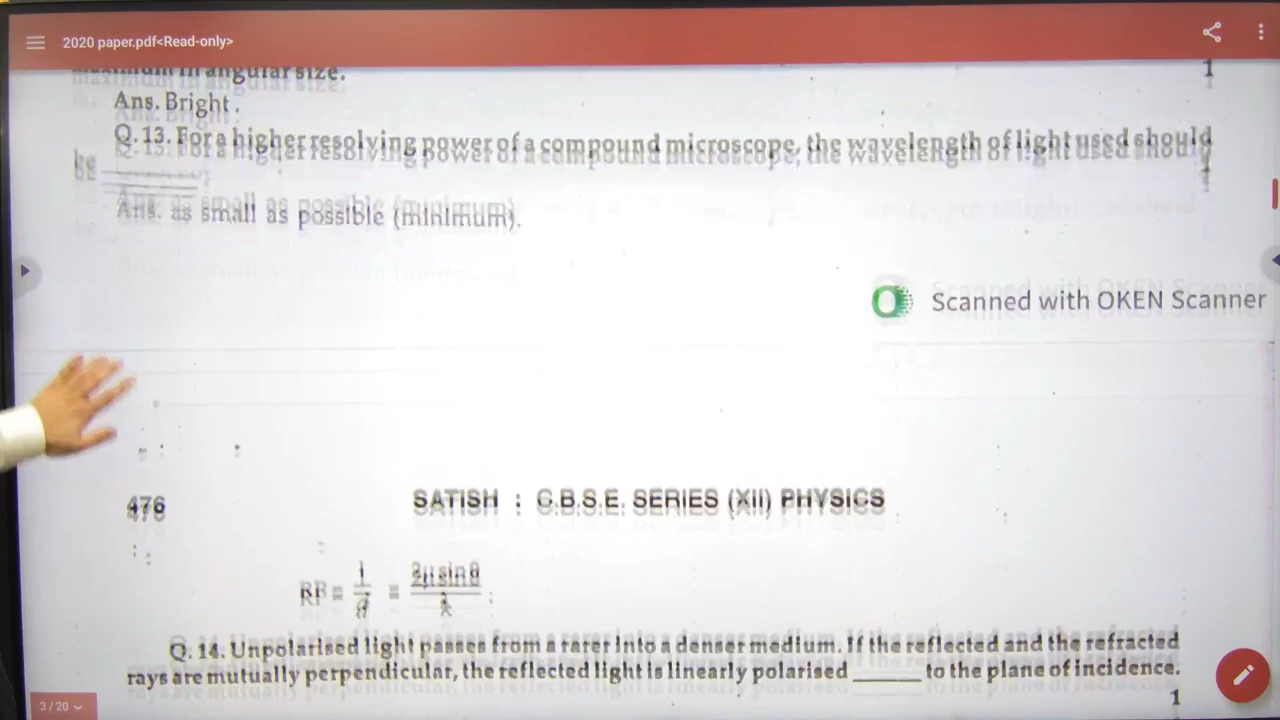 2020 paper.pdf<Read-only>
maximum in angular size.
1
Ans. Bright .
Q. 13. For a higher resolving power of a compound microscope, the wavelength of light used should
be ________
1
Ans. as small as possible (minimum).
Scanned with OKEN Scanner
476
SATISH : C.B.S.E. SERIES (XII) PHYSICS
RP = 1/d = 2μ sin θ/λ ;
Q. 14. Unpolarised light passes from a rarer into a denser medium. If the reflected and the refracted
rays are mutually perpendicular, the reflected light is linearly polarised ______ to the plane of incidence.
1
3 / 20